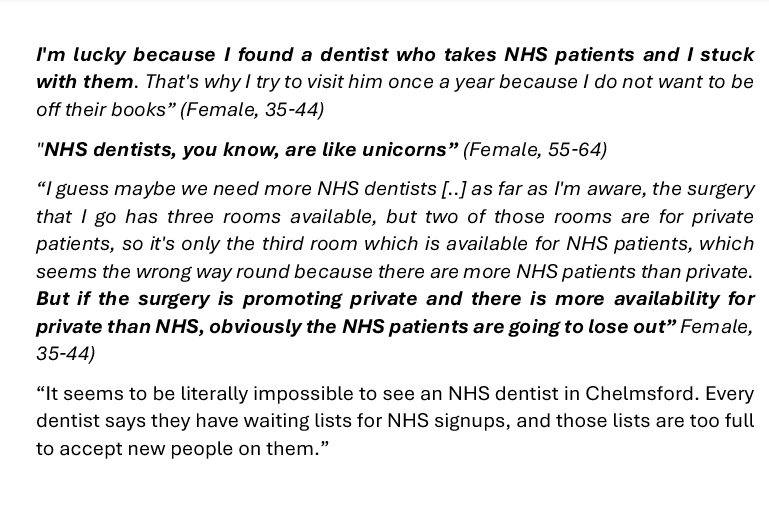 I'm lucky because I found a dentist who takes NHS patients and I stuck
with them. That's why I try to visit him once a year because I do not want to be
off their books” (Female, 35-44)
"NHS dentists, you know, are like unicorns” (Female, 55-64)
“I guess maybe we need more NHS dentists [..] as far as I'm aware, the surgery
that I go has three rooms available, but two of those rooms are for private
patients, so it's only the third room which is available for NHS patients, which
seems the wrong way round because there are more NHS patients than private.
But if the surgery is promoting private and there is more availability for
private than NHS, obviously the NHS patients are going to lose out” Female,
35-44)
“It seems to be literally impossible to see an NHS dentist in Chelmsford. Every
dentist says they have waiting lists for NHS signups, and those lists are too full
to accept new people on them.”